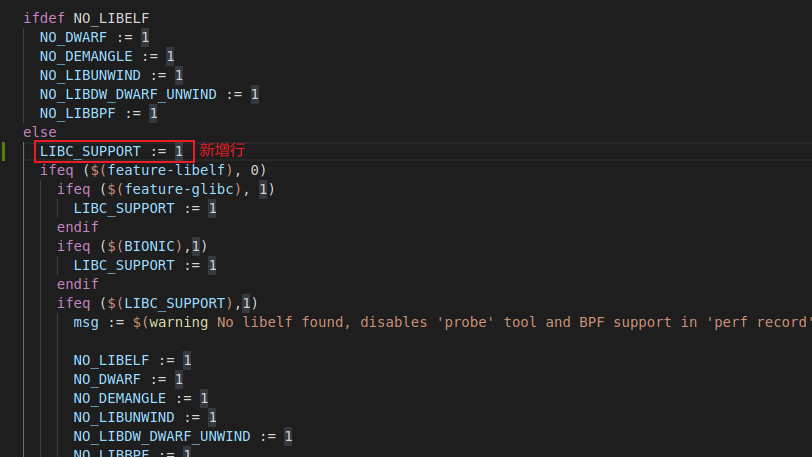 ifdef NO_LIBELF
NO_DWARF := 1
NO_DEMANGLE := 1
NO_LIBUNWIND := 1
NO_LIBDW_DWARF_UNWIND := 1
NO_LIBBPF := 1
else
LIBC_SUPPORT := 1 新增行
ifeq ($(feature-libelf), 0)
ifeq ($(feature-glibc), 1)
LIBC_SUPPORT := 1
endif
ifeq ($(BIONIC),1)
LIBC_SUPPORT := 1
endif
ifeq ($(LIBC_SUPPORT),1)
msg := $(warning No libelf found, disables 'probe' tool and BPF support in 'perf record'
NO_LIBELF := 1
NO_DWARF := 1
NO_DEMANGLE := 1
NO_LIBUNWIND := 1
NO_LIBDW_DWARF_UNWIND := 1
NO_LIBBPF := 1